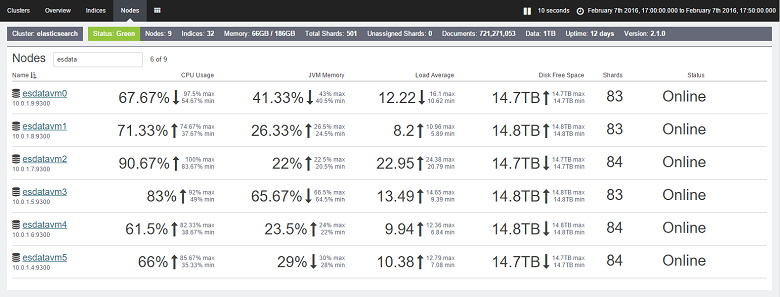 Clusters Overview Indices Nodes 10 seconds February 7th 2016, 17:00:00.000 to February 7th 2016, 17:50:00.000
Cluster: elasticsearch Status: Green Nodes: 9 Indices: 32 Memory: 66GB / 186GB Total Shards: 501 Unassigned Shards: 0 Documents: 721,271,053 Data: 1TB Uptime: 12 days Version: 2.1.0
Nodes esdata 6 of 9
Name CPU Usage JVM Memory Load Average Disk Free Space Shards Status
esdatavm0 67.67% 97.5% max 41.33% 43% max 12.22 16.1 max 14.7TB 14.7TB max 83 Online
10.0.1.9:9300 54.67% min 40.5% min 10.62 min 14.7TB min
esdatavm1 71.33% 74.67% max 26.33% 26.5% max 8.2 10.96 max 14.8TB 14.8TB max 83 Online
10.0.1.8:9300 37.67% min 24.5% min 5.89 min 14.8TB min
esdatavm2 90.67% 100% max 22% 22.5% max 22.95 24.38 max 14.7TB 14.7TB max 84 Online
10.0.1.7:9300 83.67% min 20.5% min 20.79 min 14.7TB min
esdatavm3 83% 92% max 65.67% 66.5% max 13.49 14.65 max 14.8TB 14.8TB max 83 Online
10.0.1.5:9300 49% min 64.5% min 9.39 min 14.8TB min
esdatavm4 61.5% 82.33% max 23.5% 24% max 9.94 12.36 max 14.8TB 14.8TB max 84 Online
10.0.1.6:9300 38.67% min 22% min 6.84 min 14.8TB min
esdatavm5 66% 85.67% max 29% 30% max 10.38 12.79 max 14.7TB 14.7TB max 84 Online
10.0.1.4:9300 35.33% min 28% min 7.08 min 14.7TB min